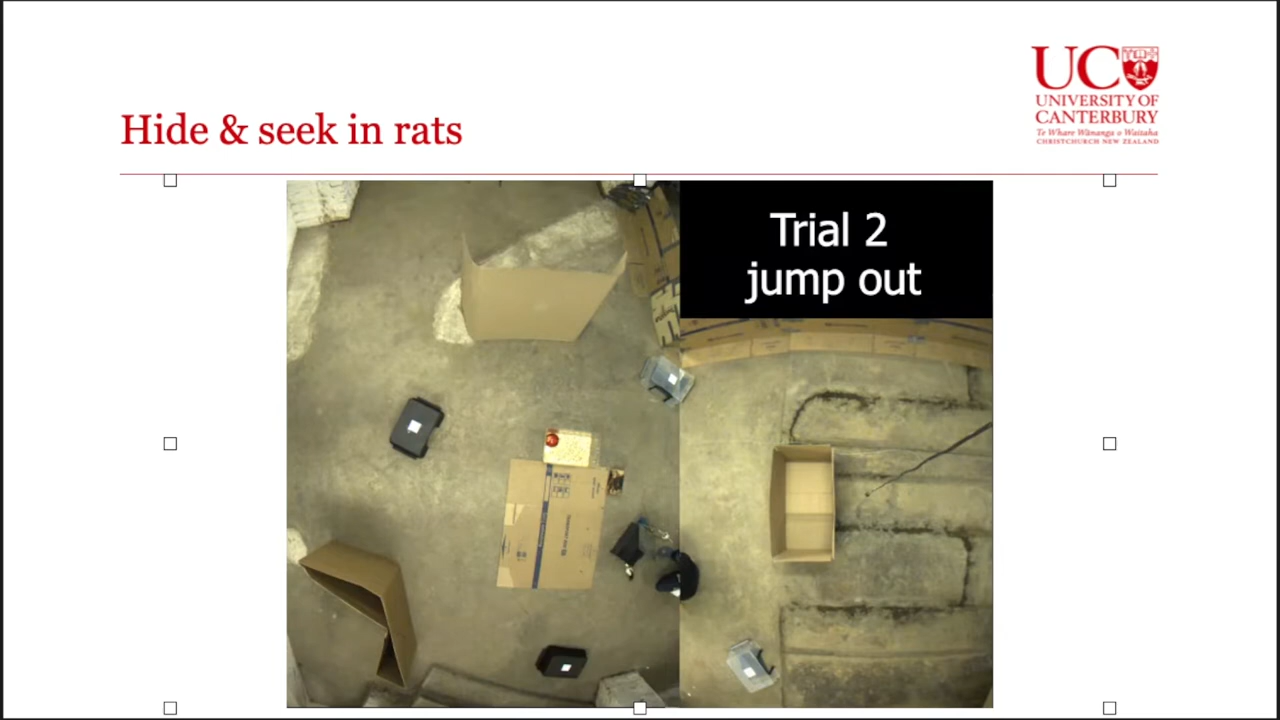 Hide & seek in rats
UC
UNIVERSITY OF
CANTERBURY
Te Whare Wānanga o Waitaha
CHRISTCHURCH NEW ZEALAND
Trial 2
jump out